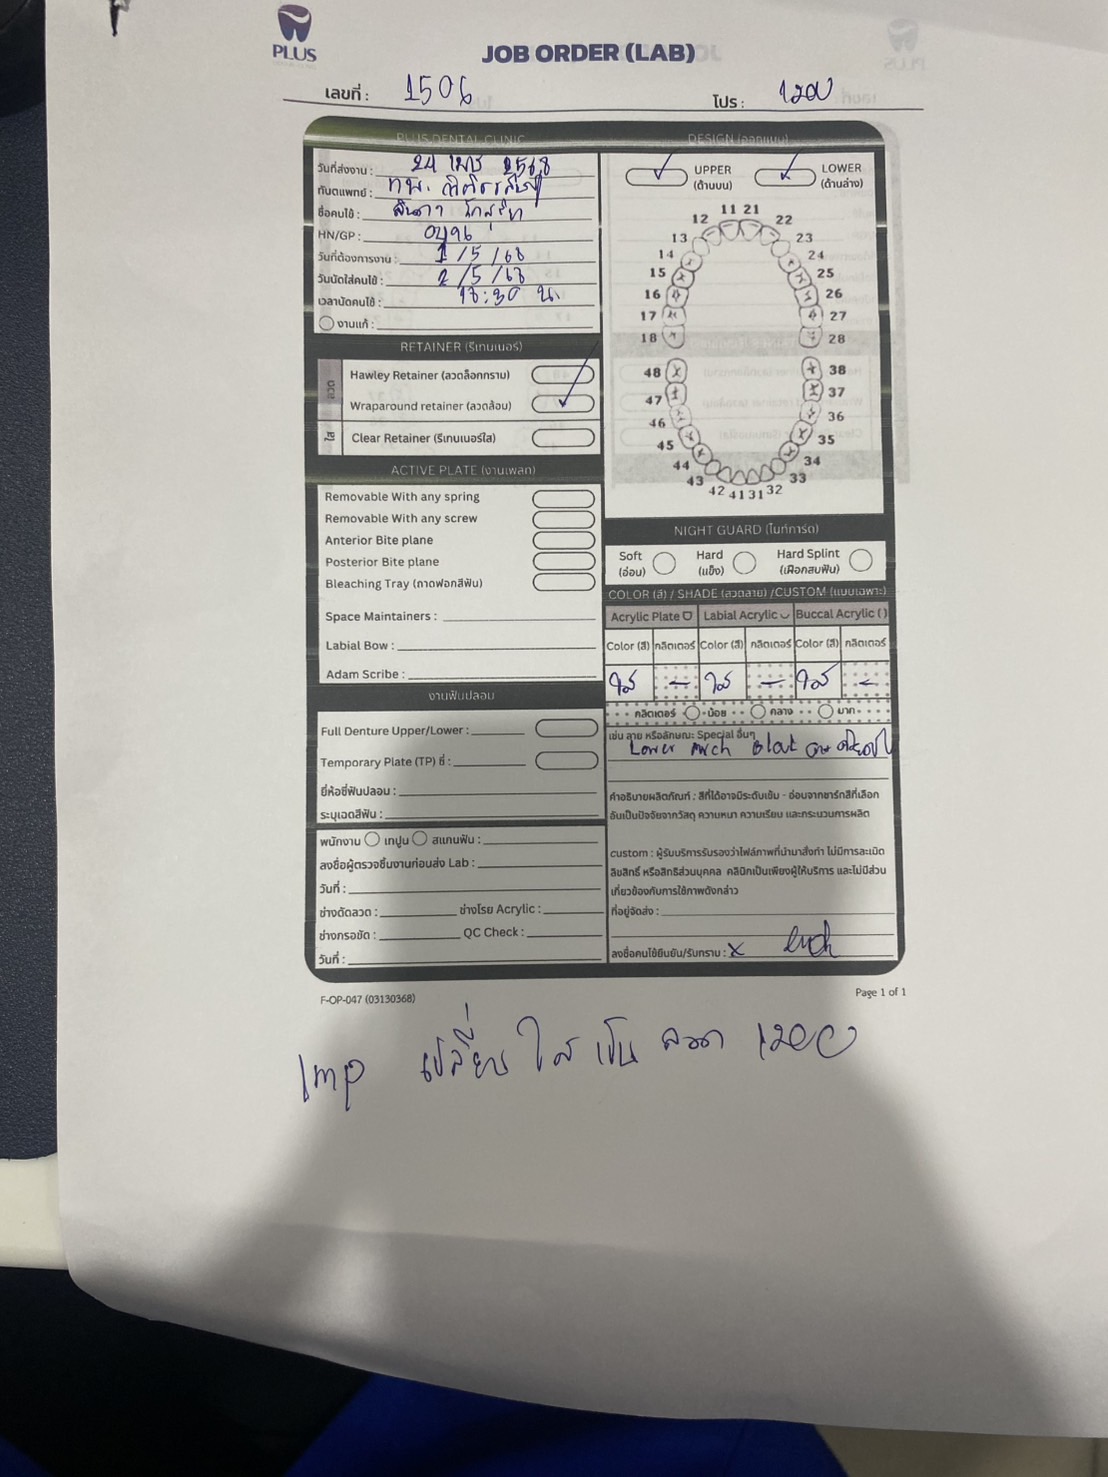 PLUS
JOB ORDER (LAB)
เลขที่ : 1506
โปร : 1200
PLUS DENTAL CLINIC
วันที่ส่งงาน : 24 เมษ 2568
ทันตแพทย์ : ทพ.
ชื่อคนไข้ :
HN/GP : 0496
วันที่ต้องการงาน : 1/5/68
วันนัดใส่คนไข้ : 2/5/68
เวลานัดคนไข้ : 18:30 น.
งานแก้ :
RETAINER (รีเทนเนอร์)
ลวด
Hawley Retainer (ลวดล็อกกราม)
Wraparound retainer (ลวดล้อม)
ใส
Clear Retainer (รีเทนเนอร์ใส)
ACTIVE PLATE (งานเพลท)
Removable With any spring
Removable With any screw
Anterior Bite plane
Posterior Bite plane
Bleaching Tray (ถาดฟอกสีฟัน)
Space Maintainers :
Labial Bow :
Adam Scribe :
งานฟันปลอม
Full Denture Upper/Lower :
Temporary Plate (TP) ซี่ :
ยี่ห้อซี่ฟันปลอม :
ระบุเฉดสีฟัน :
พนักงาน เทปูน สแกนฟัน :
ลงชื่อผู้ตรวจชิ้นงานก่อนส่ง Lab :
วันที่ :
ช่างดัดลวด : ช่างโรย Acrylic :
ช่างกรอขัด : QC Check :
วันที่ :
DESIGN (ออกแบบ)
UPPER (ด้านบน)
LOWER (ด้านล่าง)
11 21
12 22
13 23
14 24
15 25
16 26
17 27
18 28
48 38
47 37
46 36
45 35
44 34
43 33
42 41 31 32
NIGHT GUARD (ไนท์การ์ด)
Soft (อ่อน)
Hard (แข็ง)
Hard Splint (เฝือกสบฟัน)
COLOR (สี) / SHADE (ลวดลาย) /CUSTOM (แบบเฉพาะ)
Acrylic Plate Labial Acrylic Buccal Acrylic ( )
Color (สี) กลิตเตอร์ Color (สี) กลิตเตอร์ Color (สี) กลิตเตอร์
ใส - ใส - ใส -
กลิตเตอร์ น้อย กลาง มาก
เช่น ลาย หรือลักษณะ Special อื่นๆ
Lower Arch
คำอธิบายผลิตภัณฑ์ : สีที่ได้อาจมีระดับเข้ม - อ่อนจากชาร์ทสีที่เลือก
อันเป็นปัจจัยจากวัสดุ ความหนา ความเรียบ และกระบวนการผลิต
custom : ผู้รับบริการรับรองว่าไฟล์ภาพที่นำมาสั่งทำ ไม่มีการละเมิด
ลิขสิทธิ์ หรือสิทธิส่วนบุคคล คลินิกเป็นเพียงผู้ให้บริการ และไม่มีส่วน
เกี่ยวข้องกับการใช้ภาพดังกล่าว
ที่อยู่จัดส่ง :
ลงชื่อคนไข้ยืนยัน/รับทราบ : x
F-OP-047 (03130368)
Page 1 of 1
Imp เปลี่ยน ใส เป็น ลวด 1200